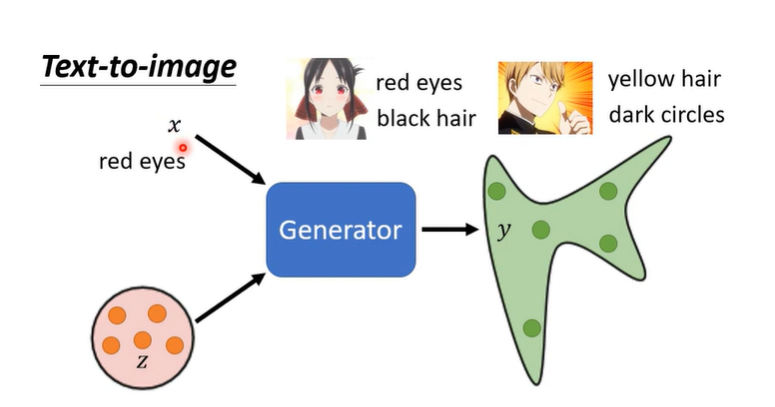 Text-to-image
red eyes
black hair
yellow hair
dark circles
x
red eyes
Generator
y
z